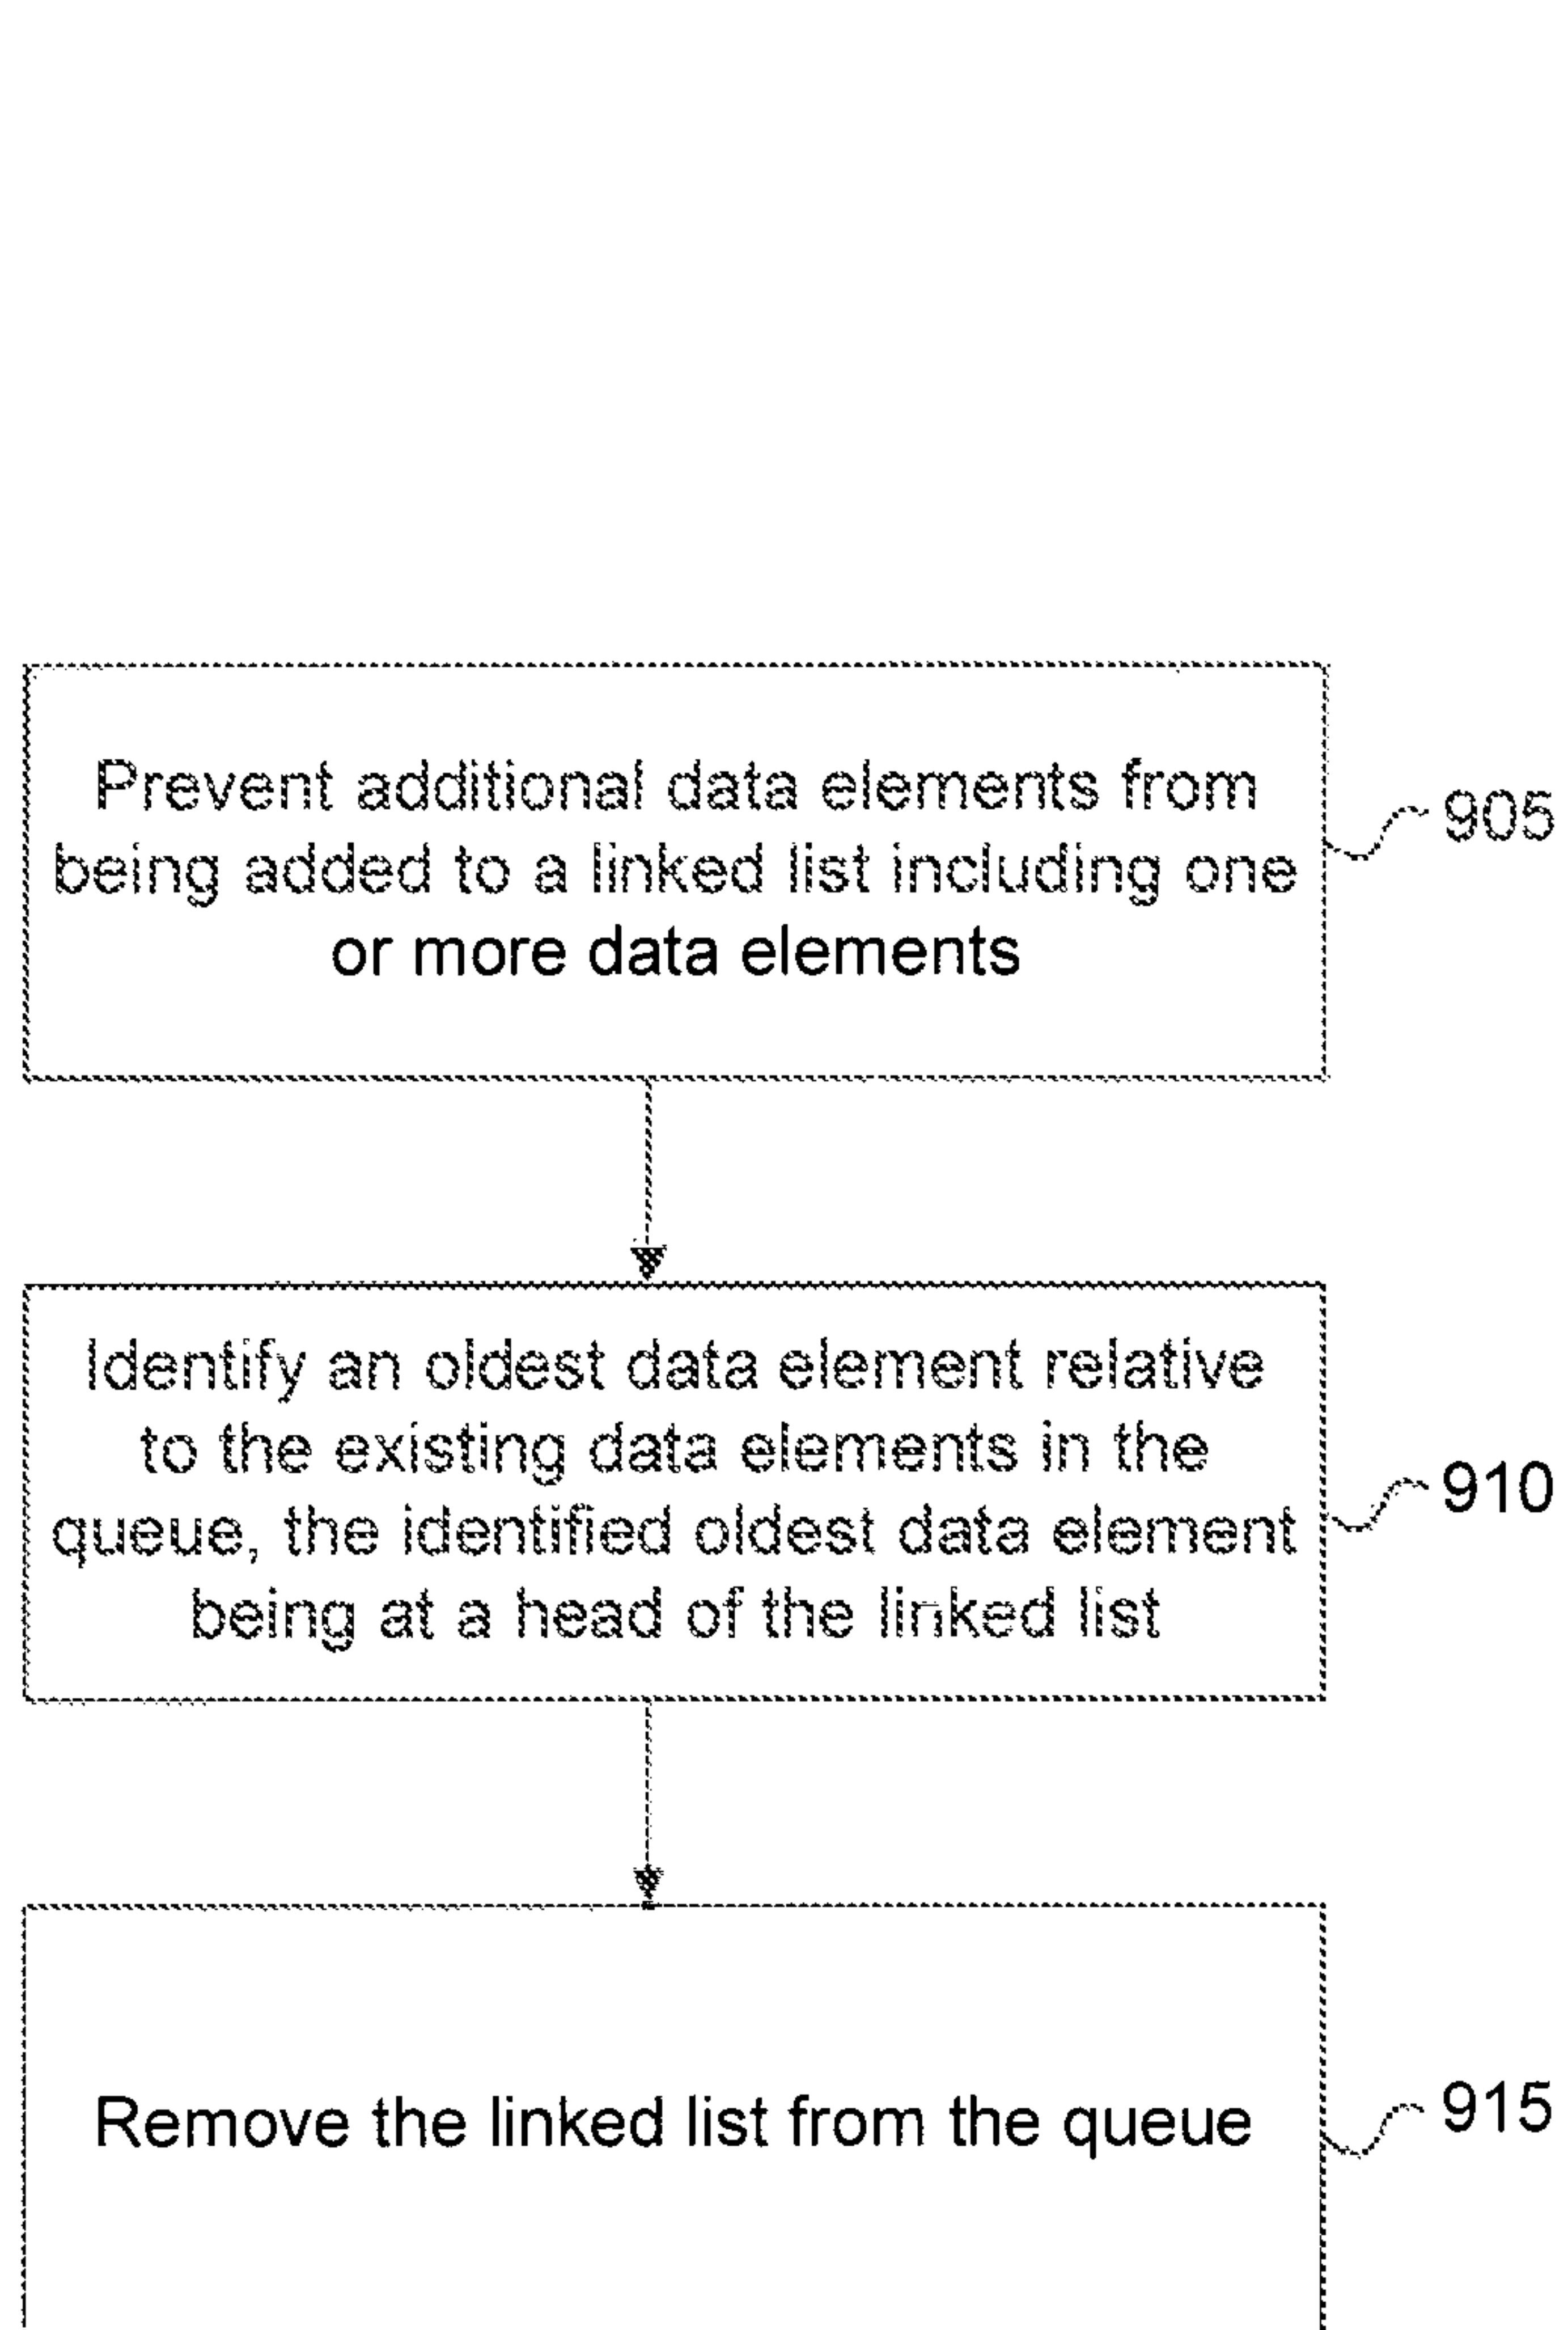 Prevent additional data elements from
being added to a linked list including one
or more data elements
905
Identify an oldest data element relative
to the existing data elements in the
queue, the identified oldest data element
being at a head of the linked list
910
Remove the linked list from the queue
915